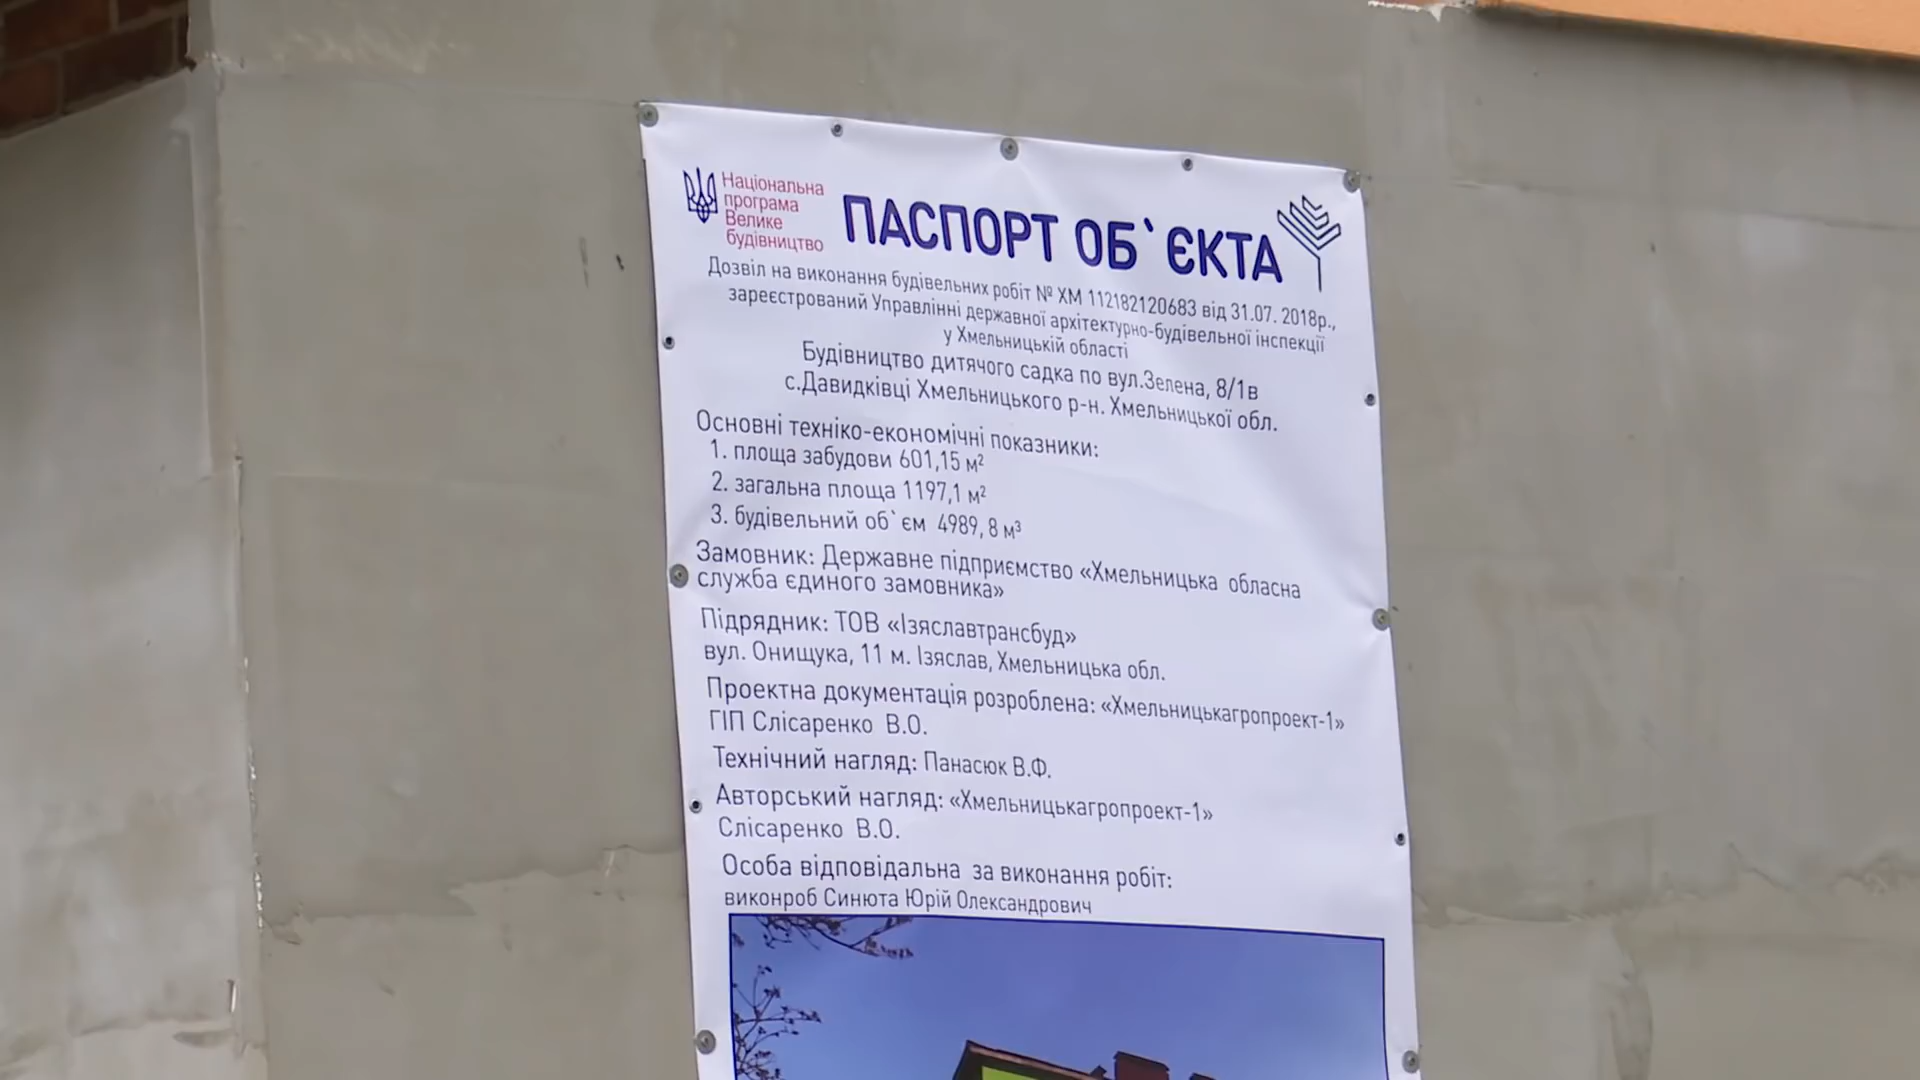 Національна
програма
Велике
будівництво
ПАСПОРТ ОБ`ЄКТА
Дозвіл на виконання будівельних робіт № ХМ 112182120683 від 31.07. 2018р.,
зареєстрований Управлінні державної архітектурно-будівельної інспекції
у Хмельницькій області
Будівництво дитячого садка по вул.Зелена, 8/1в
с.Давидківці Хмельницького р-н. Хмельницької обл.
Основні техніко-економічні показники:
1. площа забудови 601,15 м²
2. загальна площа 1197,1 м²
3. будівельний об`єм 4989, 8 м³
Замовник: Державне підприємство «Хмельницька обласна
служба єдиного замовника»
Підрядник: ТОВ «Ізяславтрансбуд»
вул. Онищука, 11 м. Ізяслав, Хмельницька обл.
Проектна документація розроблена: «Хмельницькагропроект-1»
ГІП Слісаренко В.О.
Технічний нагляд: Панасюк В.Ф.
Авторський нагляд: «Хмельницькагропроект-1»
Слісаренко В.О.
Особа відповідальна за виконання робіт:
виконроб Синюта Юрій Олександрович